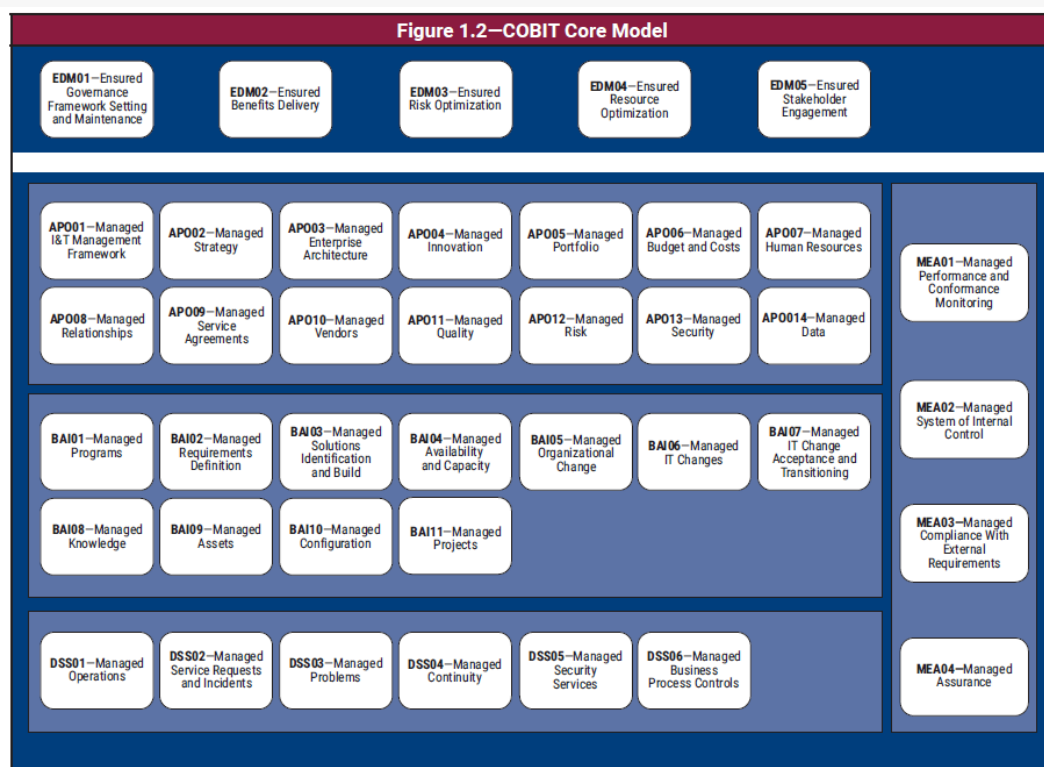 Figure 1.2—COBIT Core Model
EDM01—Ensured
Governance
Framework Setting
and Maintenance
EDM02—Ensured
Benefits Delivery
EDM03—Ensured
Risk Optimization
EDM04—Ensured
Resource
Optimization
EDM05—Ensured
Stakeholder
Engagement
APO01—Managed
I&T Management
Framework
APO02—Managed
Strategy
APO03—Managed
Enterprise
Architecture
APO04—Managed
Innovation
APO05—Managed
Portfolio
APO06—Managed
Budget and Costs
APO07—Managed
Human Resources
APO08—Managed
Relationships
APO09—Managed
Service
Agreements
APO10—Managed
Vendors
APO11—Managed
Quality
APO12—Managed
Risk
APO13—Managed
Security
APO014—Managed
Data
BAI01—Managed
Programs
BAI02—Managed
Requirements
Definition
BAI03—Managed
Solutions
Identification
and Build
BAI04—Managed
Availability
and Capacity
BAI05—Managed
Organizational
Change
BAI06—Managed
IT Changes
BAI07—Managed
IT Change
Acceptance and
Transitioning
BAI08—Managed
Knowledge
BAI09—Managed
Assets
BAI10—Managed
Configuration
BAI11—Managed
Projects
DSS01—Managed
Operations
DSS02—Managed
Service Requests
and Incidents
DSS03—Managed
Problems
DSS04—Managed
Continuity
DSS05—Managed
Security
Services
DSS06—Managed
Business
Process Controls
MEA01—Managed
Performance and
Conformance
Monitoring
MEA02—Managed
System of Internal
Control
MEA03—Managed
Compliance With
External
Requirements
MEA04—Managed
Assurance